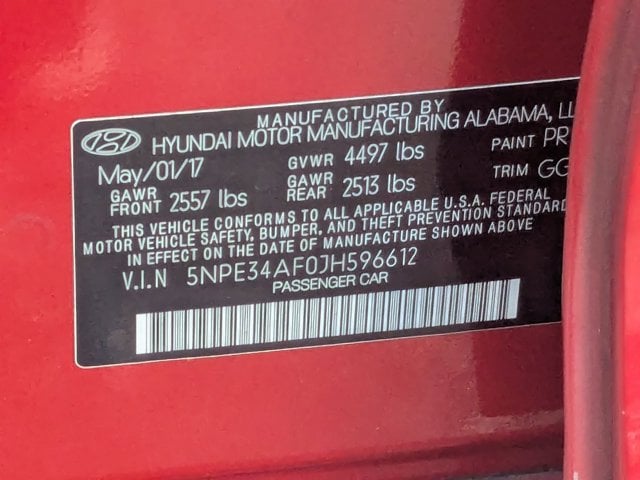 MANUFACTURED BY
HYUNDAI MOTOR MANUFACTURING ALABAMA,
May/01/17 GVWR 4497 lbs PAINT PR
GAWR FRONT 2557 lbs GAWR REAR 2513 lbs TRIM GG
THIS VEHICLE CONFORMS TO ALL APPLICABLE U.S.A. FEDERAL
MOTOR VEHICLE SAFETY, BUMPER, AND THEFT PREVENTION STANDARD
IN EFFECT ON THE DATE OF MANUFACTURE SHOWN ABOVE
V.I.N 5NPE34AF0JH596612
PASSENGER CAR